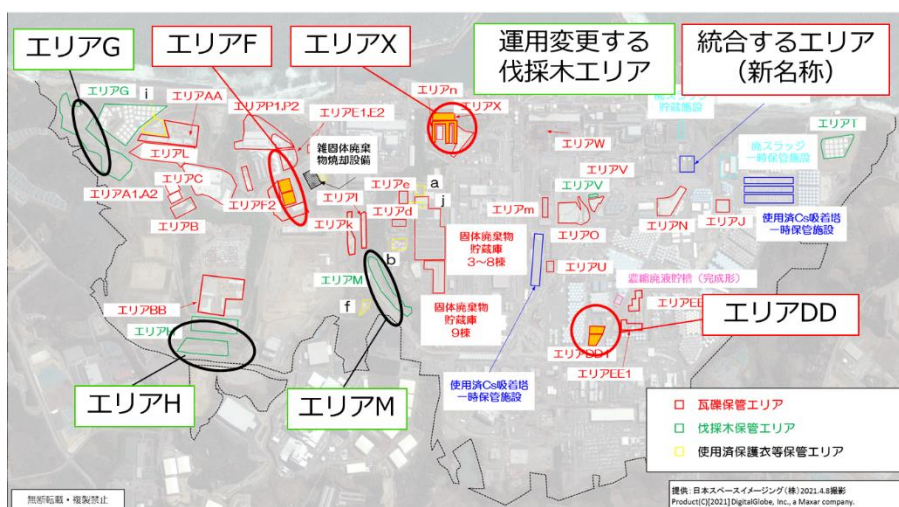 エリアG
エリアF
エリアX
運用変更する
伐採木エリア
統合するエリア
(新名称)
エリアG
i
エリアAA
エリアP1,P2
エリアE1,E2
エリアn
エリアX
エリアW
貯蔵施設
エリアT
エリアL
雑固体廃棄
物焼却設備
廃スラッジ
一時保管施設
エリアA1,A2
エリアC
エリアB
エリアF2
エリアe
a
エリアV
エリアV
エリアl
エリアd
j
エリアm
エリアk
エリアO
エリアN
エリアJ
使用済Cs吸着塔
一時保管施設
固体廃棄物
貯蔵庫
3~8棟
b
エリアM
エリアU
濃縮廃液貯槽(完成形)
エリアBB
f
固体廃棄物
貯蔵庫
9棟
エリアDD
エリアDD1
エリアEE1
エリアH
エリアM
使用済Cs吸着塔
一時保管施設
瓦礫保管エリア
伐採木保管エリア
使用済保護衣等保管エリア
無断転載・複製禁止
提供:日本スペースイメージング(株)2021.4.8撮影
Product(C)[2021] DigitalGlobe, Inc., a Maxar company.